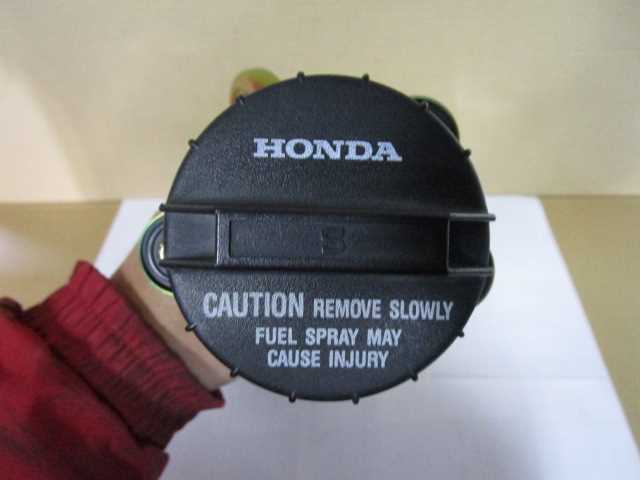 HONDA
CAUTION REMOVE SLOWLY
FUEL SPRAY MAY
CAUSE INJURY